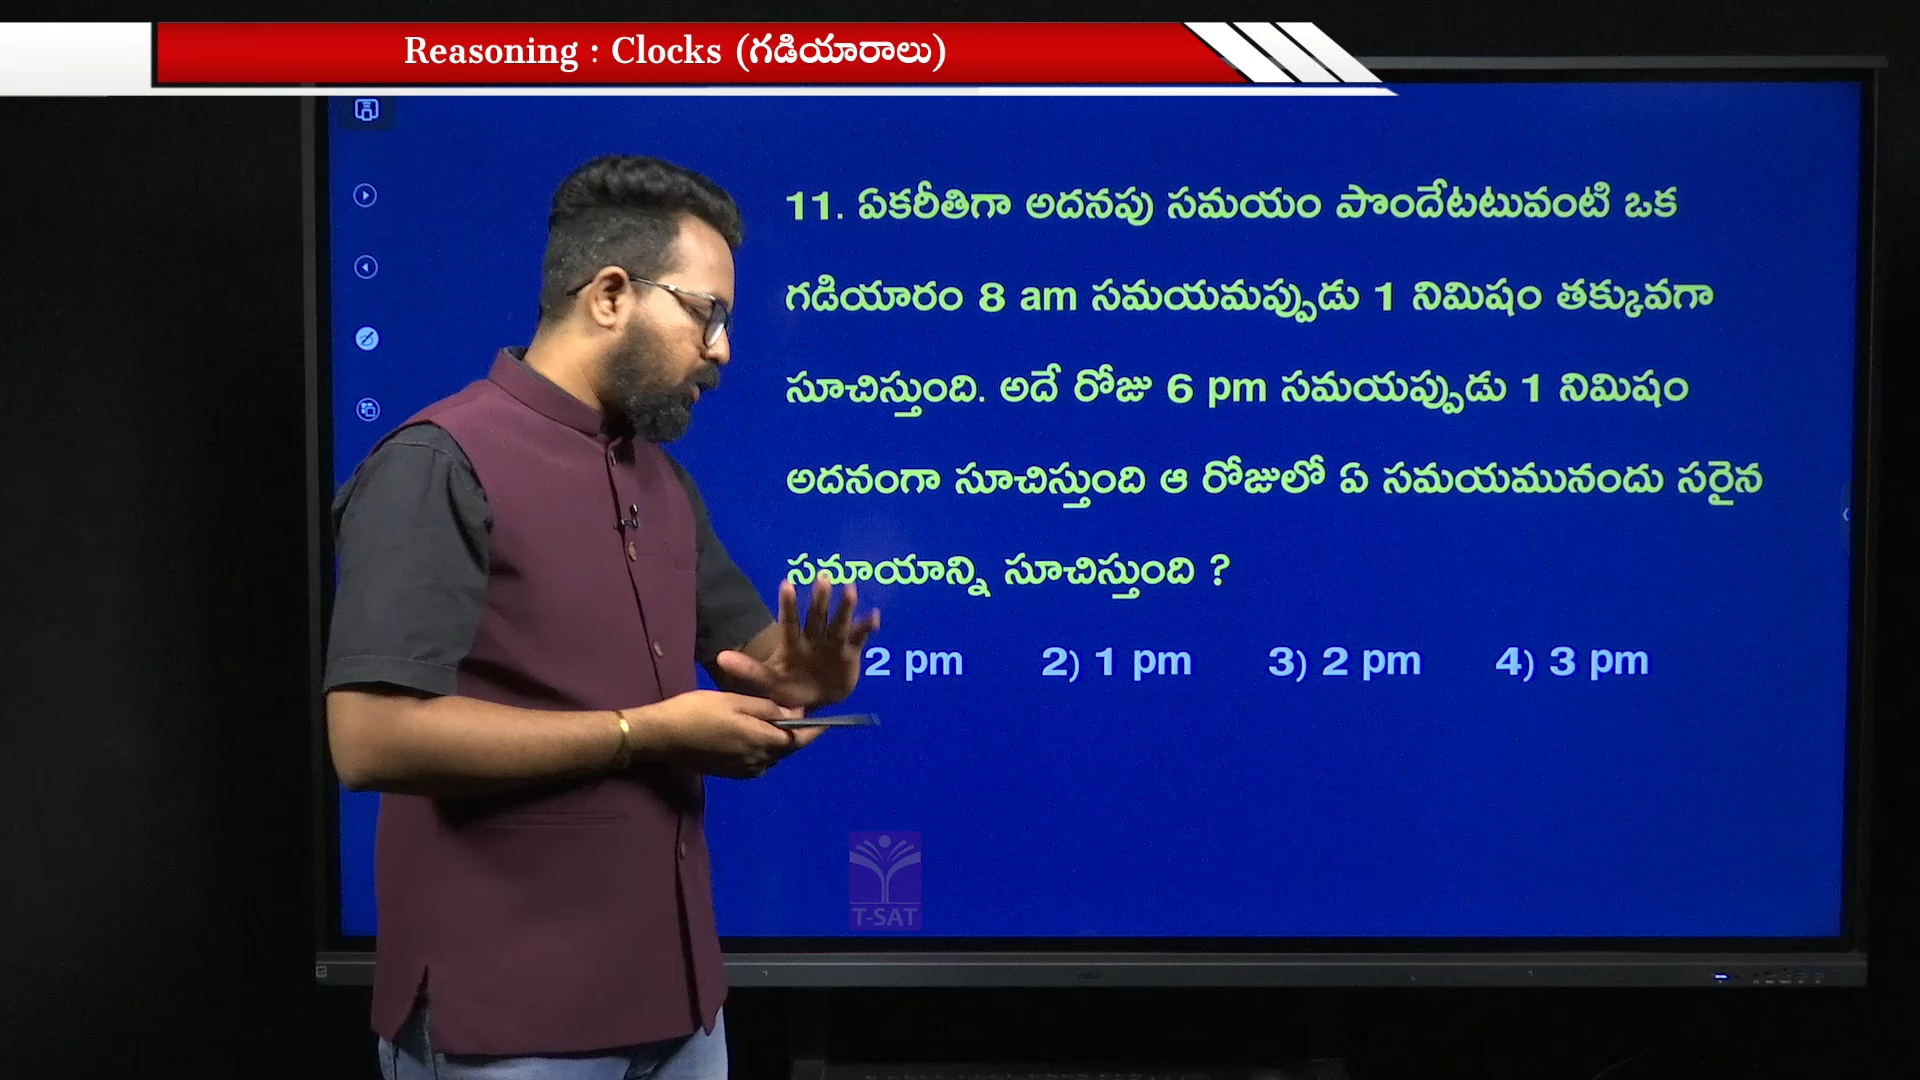 Reasoning : Clocks (గడియారాలు)
11. ఏకరీతిగా అదనపు సమయం పొందేటటువంటి ఒక
గడియారం 8 am సమయమప్పుడు 1 నిమిషం తక్కువగా
సూచిస్తుంది. అదే రోజు 6 pm సమయప్పుడు 1 నిమిషం
అదనంగా సూచిస్తుంది ఆ రోజులో ఏ సమయమునందు సరైన
సమాయాన్ని సూచిస్తుంది ?
2 pm 2) 1 pm 3) 2 pm 4) 3 pm
T-SAT